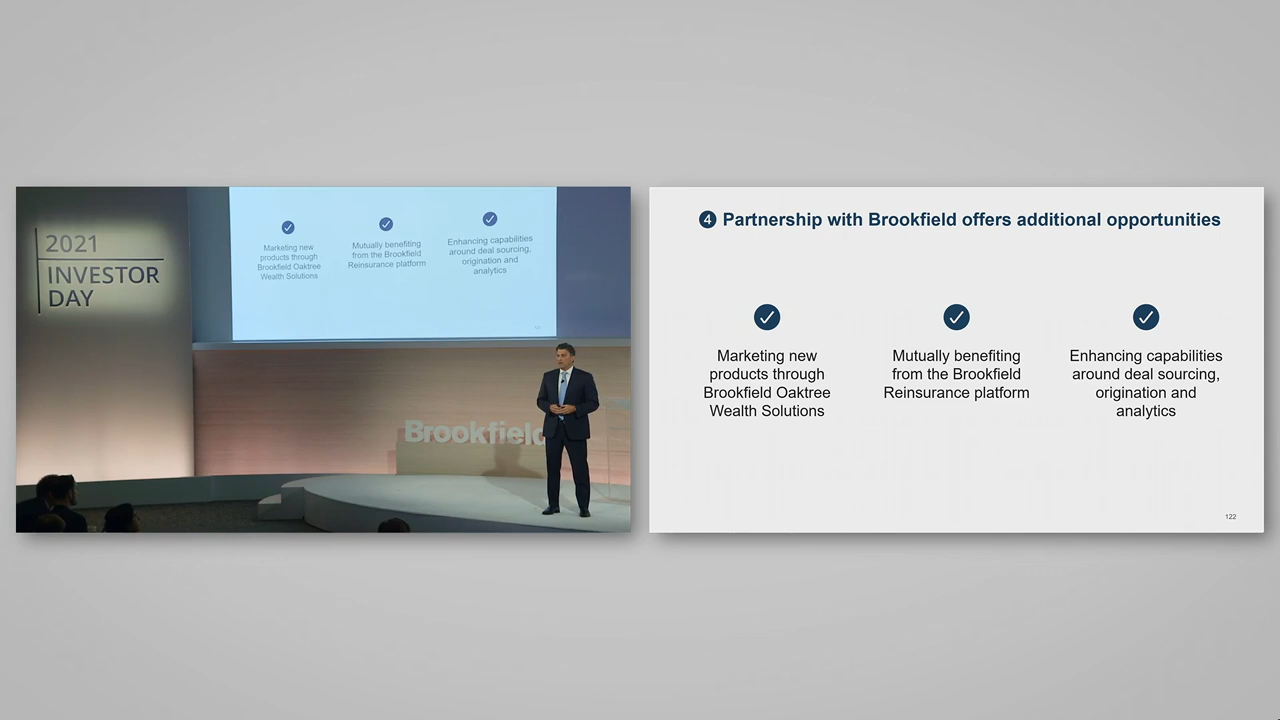 2021
INVESTOR
DAY
Marketing new
products through
Brookfield Oaktree
Wealth Solutions
Mutually benefiting
from the Brookfield
Reinsurance platform
Enhancing capabilities
around deal sourcing,
origination and
analytics
Brookfield
4 Partnership with Brookfield offers additional opportunities
Marketing new
products through
Brookfield Oaktree
Wealth Solutions
Mutually benefiting
from the Brookfield
Reinsurance platform
Enhancing capabilities
around deal sourcing,
origination and
analytics
122